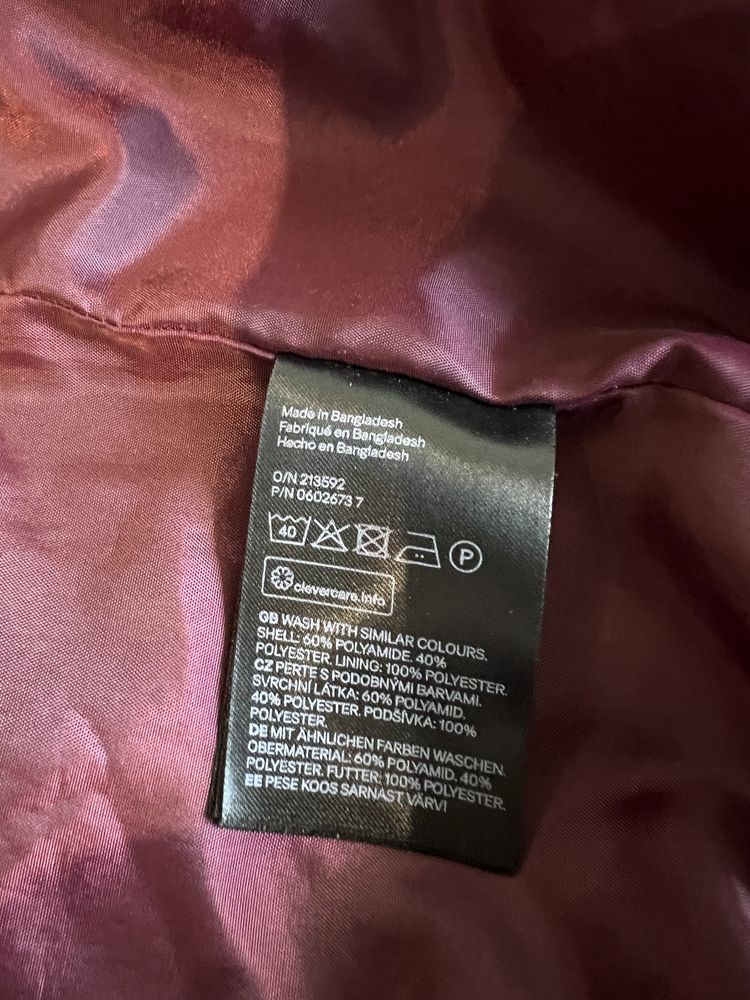 Made in Bangladesh
Fabriqué en Bangladesh
Hecho en Bangladesh
O/N 213592
P/N 0602673 7
40 P
clevercare.info
GB WASH WITH SIMILAR COLOURS.
SHELL: 60% POLYAMIDE. 40%
POLYESTER. LINING: 100% POLYESTER.
CZ PERTE S PODOBNÝMI BARVAMI.
SVRCHNÍ LÁTKA: 60% POLYAMID.
40% POLYESTER. PODŠÍVKA: 100%
POLYESTER.
DE MIT ÄHNLICHEN FARBEN WASCHEN.
OBERMATERIAL: 60% POLYAMID. 40%
POLYESTER. FUTTER: 100% POLYESTER.
EE PESE KOOS SARNAST VÄRVI